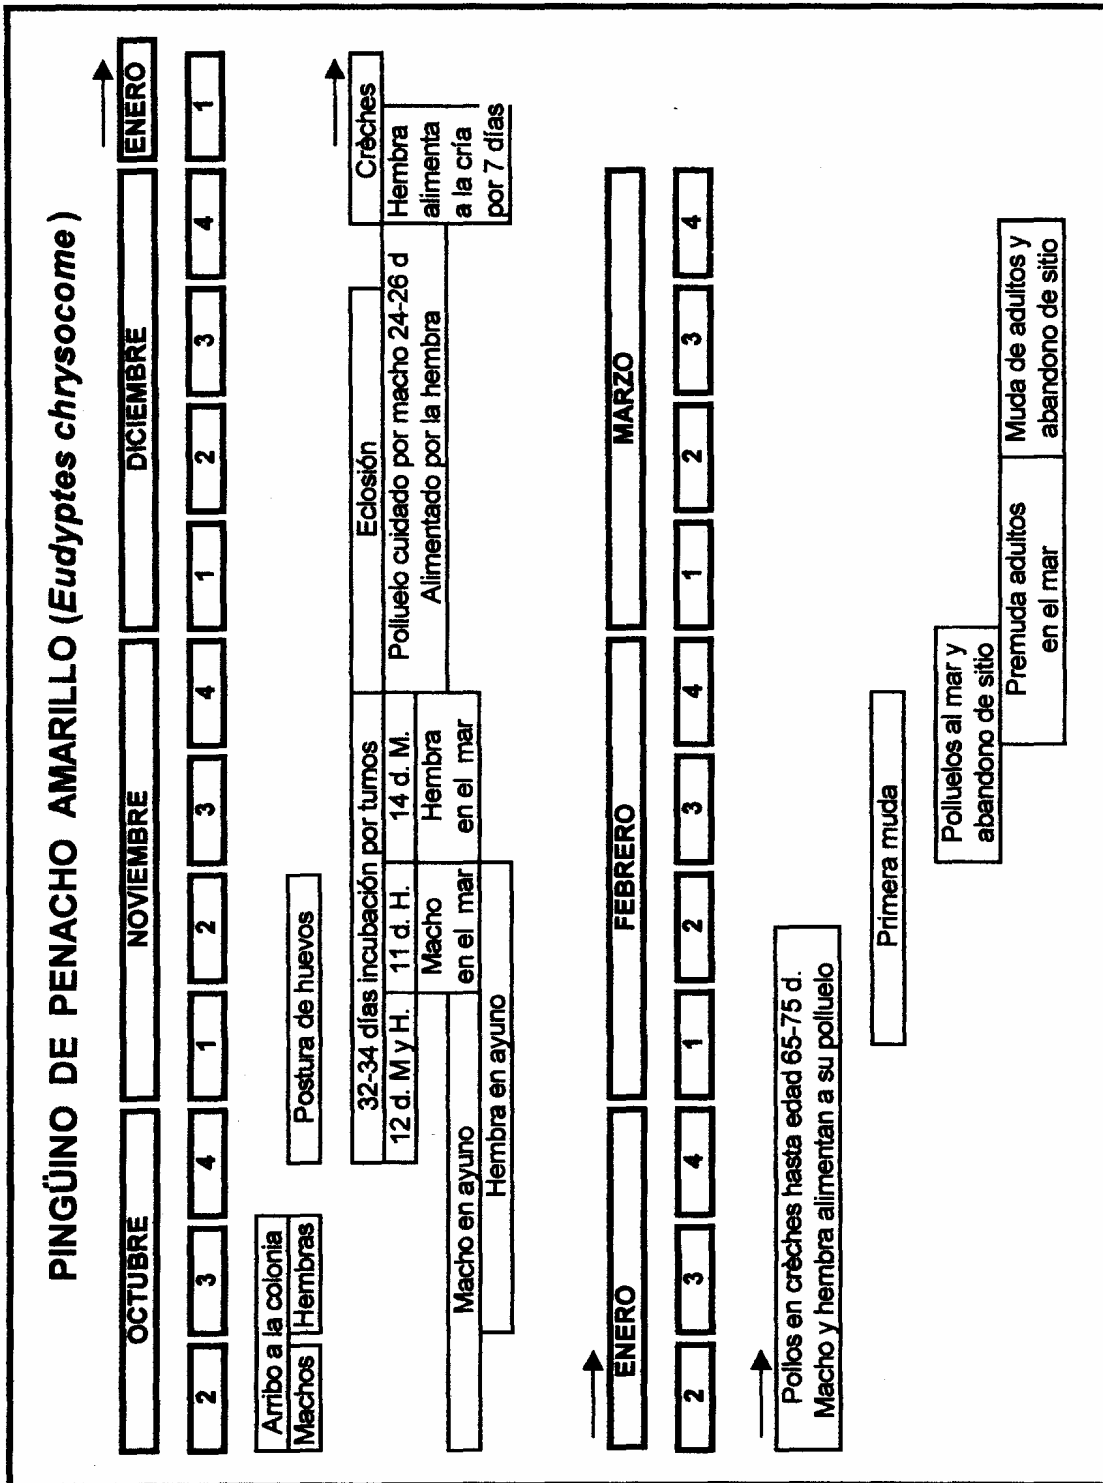 PINGÜINO DE PENACHO AMARILLO (Eudyptes chrysocome)
OCTUBRE NOVIEMBRE DICIEMBRE ENERO
2 3 4 1 2 3 4 1 2 3 4 1
Arribo a la colonia
Machos Hembras
Postura de huevos
32-34 días incubación por turnos
12 d. M y H. 11 d. H. 14 d. M.
Macho
en el mar
Hembra
en el mar
Macho en ayuno
Hembra en ayuno
Eclosión
Polluelo cuidado por macho 24-26 d
Alimentado por la hembra
Crèches
Hembra
alimenta
a la cría
por 7 días
ENERO FEBRERO MARZO
2 3 4 1 2 3 4 1 2 3 4
Pollos en crèches hasta edad 65-75 d.
Macho y hembra alimentan a su polluelo
Primera muda
Polluelos al mar y
abandono de sitio
Premuda adultos
en el mar
Muda de adultos y
abandono de sitio